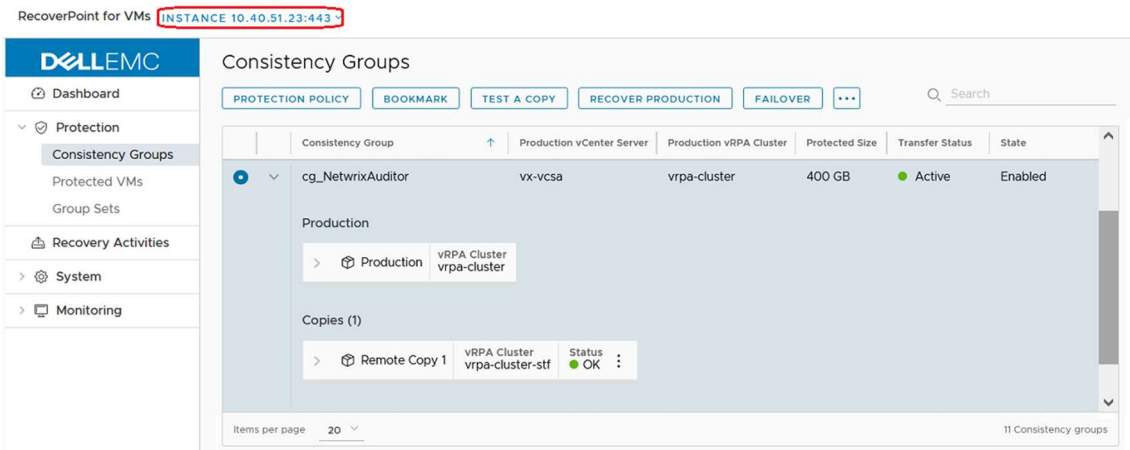 RecoverPoint for VMs INSTANCE 10.40.51.23:443
DELLEMC
Dashboard
Protection
Consistency Groups
Protected VMs
Group Sets
Recovery Activities
System
Monitoring
Consistency Groups
PROTECTION POLICY BOOKMARK TEST A COPY RECOVER PRODUCTION FAILOVER ••• Search
Consistency Group Production vCenter Server Production vRPA Cluster Protected Size Transfer Status State
cg_NetwrixAuditor vx-vcsa vrpa-cluster 400 GB Active Enabled
Production
Production vRPA Cluster
vrpa-cluster
Copies (1)
Remote Copy 1 vRPA Cluster Status
vrpa-cluster-stf OK
Items per page 20 11 Consistency groups